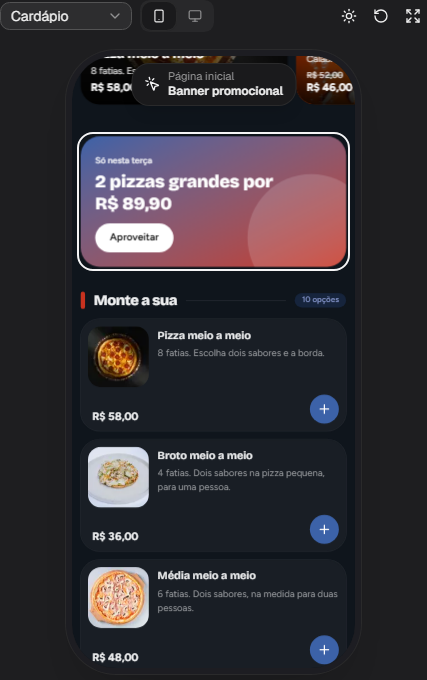 Cardápio
8 fatias.
R$ 58,00
Página inicial
Banner promocional
R$ 52,00
R$ 46,00
Só nesta terça
2 pizzas grandes por
R$ 89,90
Aproveitar
Monte a sua
10 opções
Pizza meio a meio
8 fatias. Escolha dois sabores e a borda.
R$ 58,00
Broto meio a meio
4 fatias. Dois sabores na pizza pequena,
para uma pessoa.
R$ 36,00
Média meio a meio
6 fatias. Dois sabores, na medida para duas
pessoas.
R$ 48,00